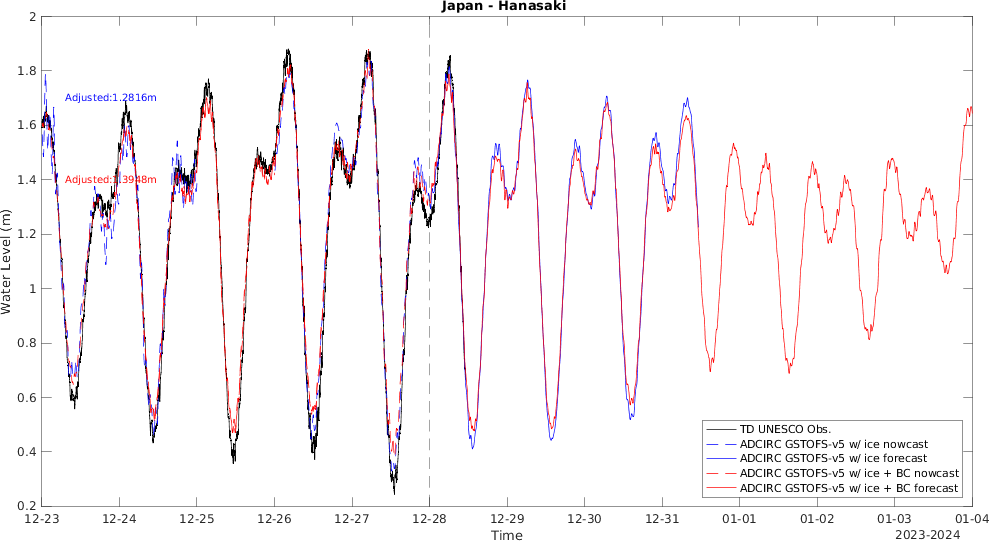 Japan - Hanasaki
Water Level (m)
2
1.8
1.6
1.4
1.2
1
0.8
0.6
0.4
0.2
Adjusted:1.2816m
Adjusted:1.3948m
TD UNESCO Obs.
ADCIRC GSTOFS-v5 w/ ice nowcast
ADCIRC GSTOFS-v5 w/ ice forecast
ADCIRC GSTOFS-v5 w/ ice + BC nowcast
ADCIRC GSTOFS-v5 w/ ice + BC forecast
12-23 12-24 12-25 12-26 12-27 12-28 12-29 12-30 12-31 01-01 01-02 01-03 01-04
Time
2023-2024